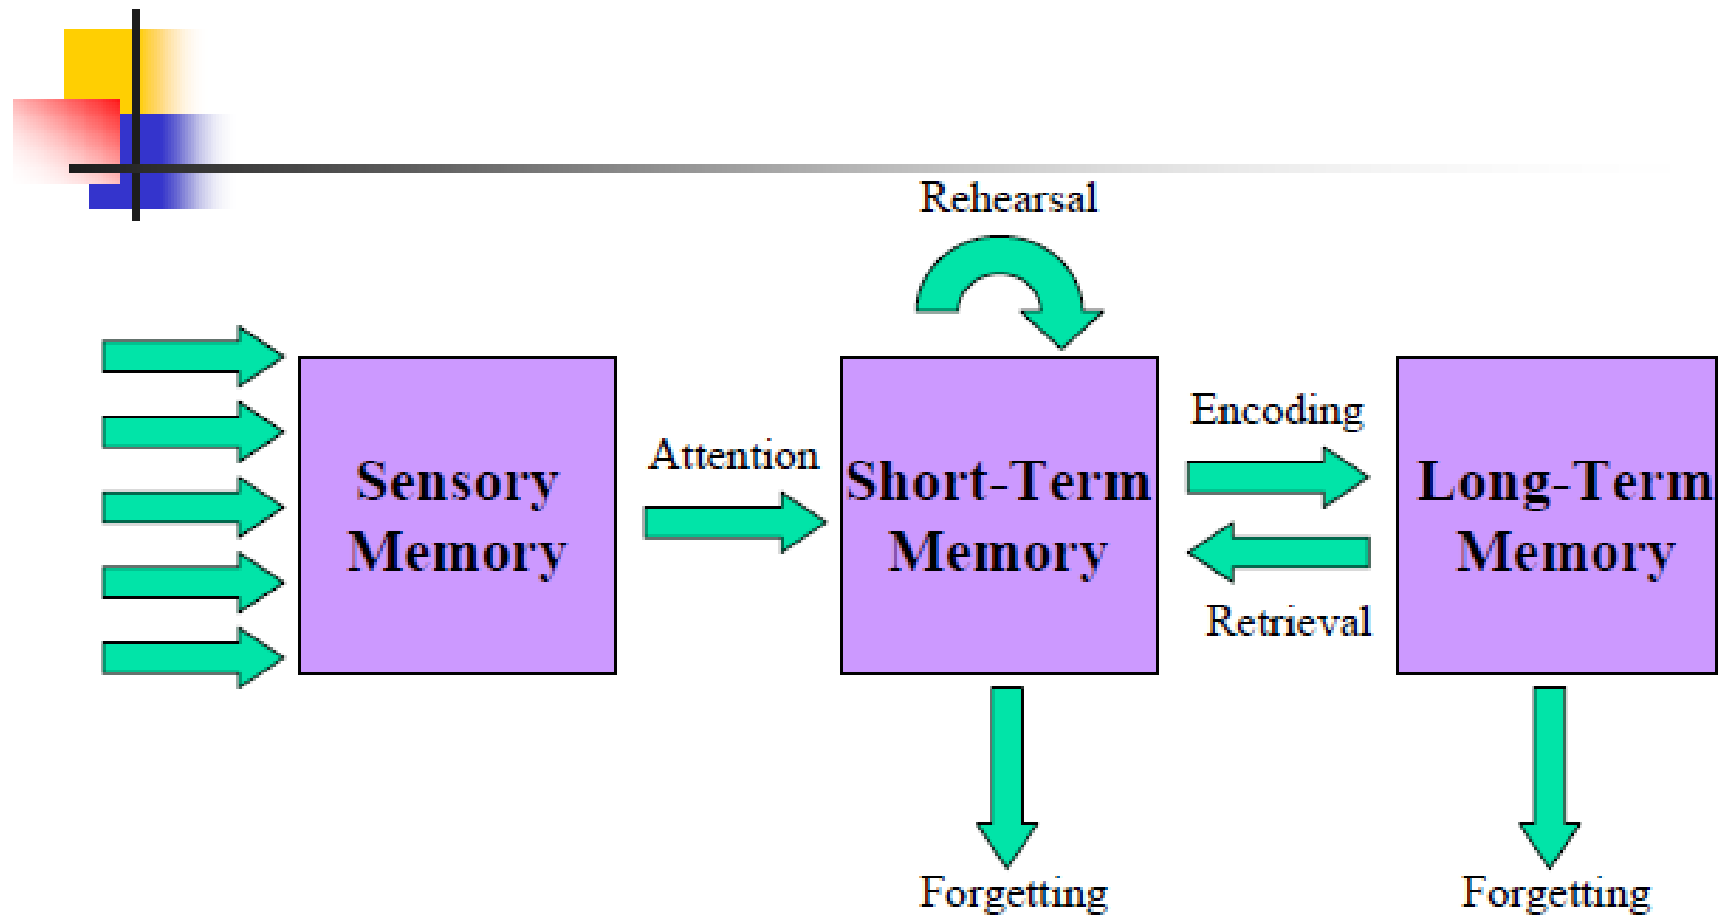 Rehearsal
Sensory
Memory
Attention
Short-Term
Memory
Encoding
Retrieval
Long-Term
Memory
Forgetting
Forgetting